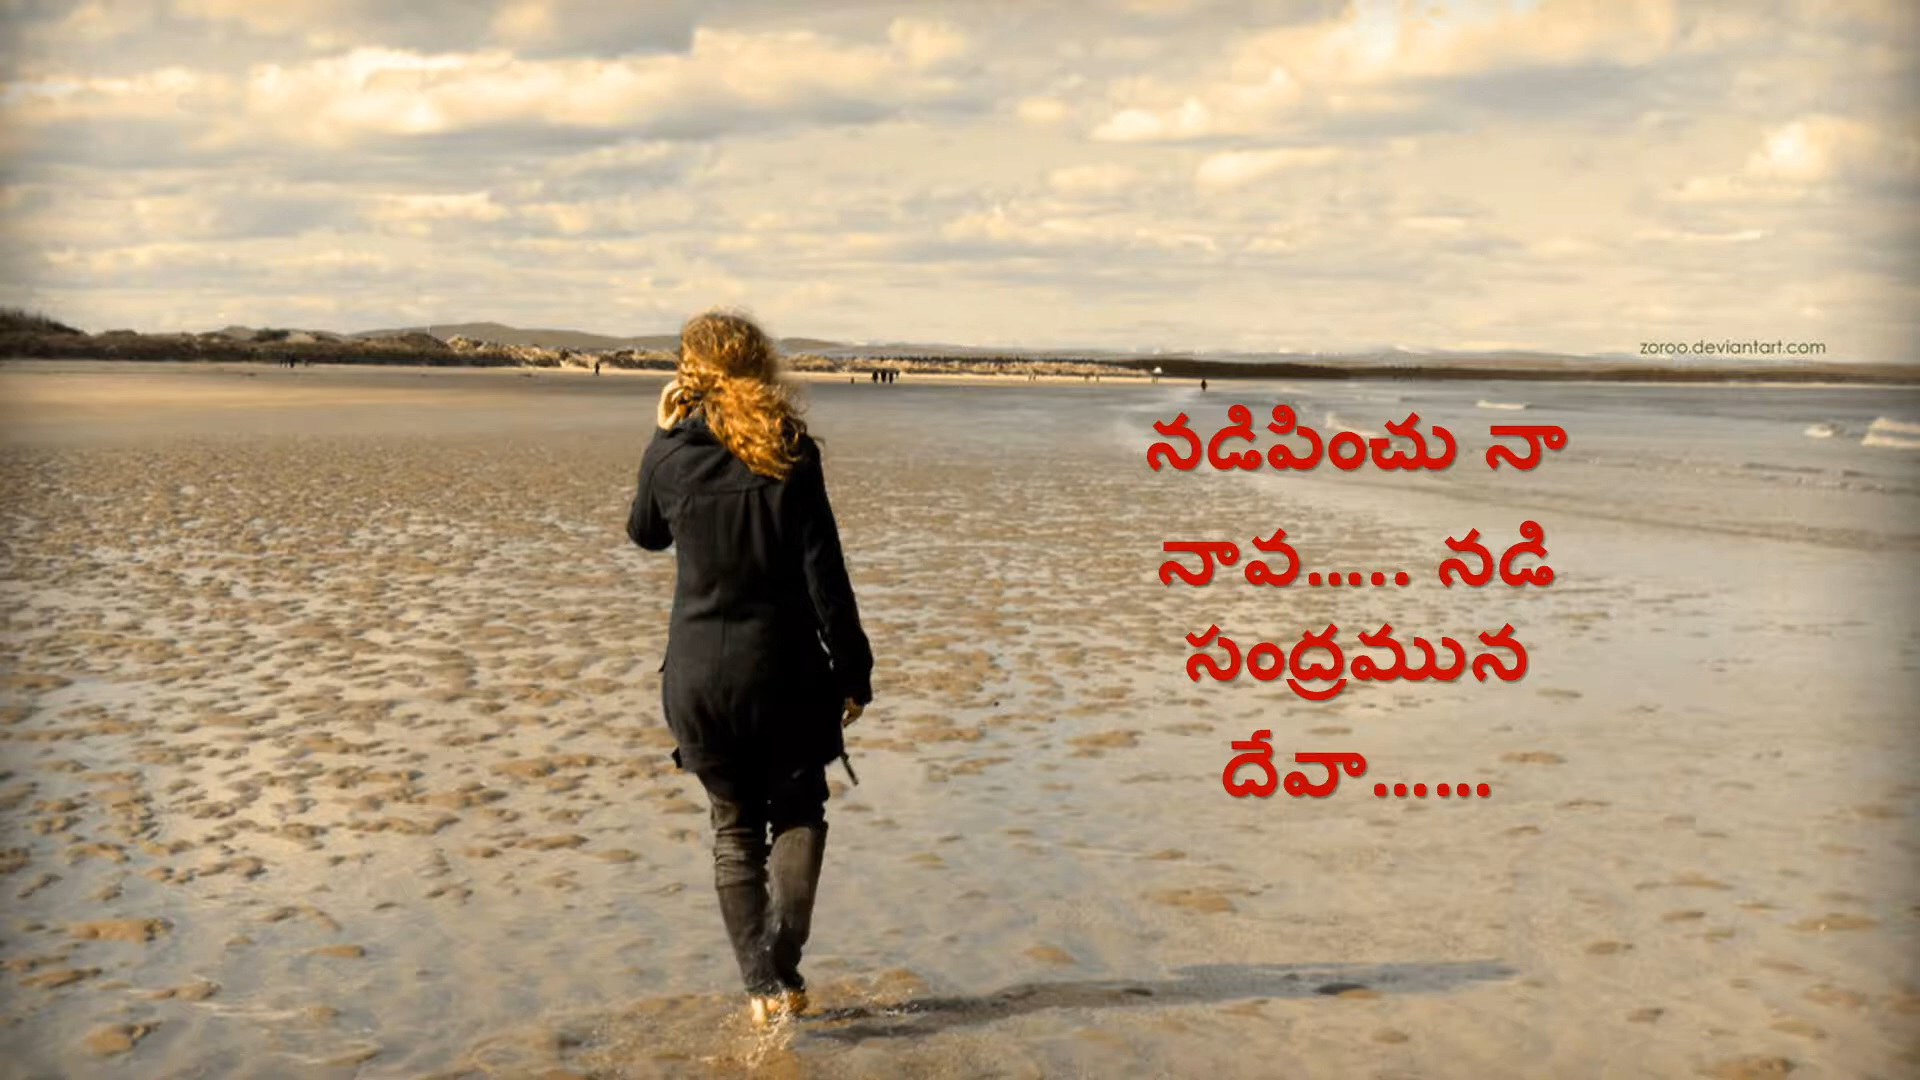 zoroo.deviantart.com
నడిపించు నా
నావ..... నడి
సంద్రమున
దేవా......